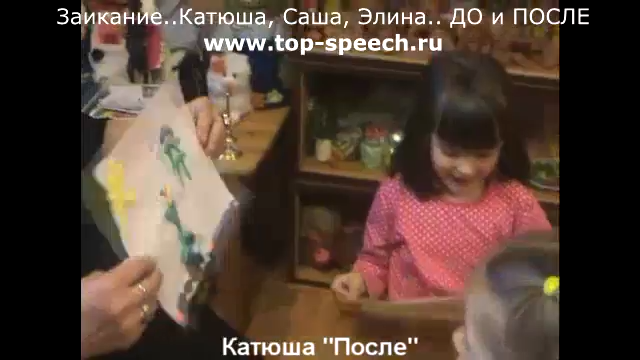 Заикание..Катюша, Саша, Элина.. ДО и ПОСЛЕ
www.top-speech.ru
Катюша "После"